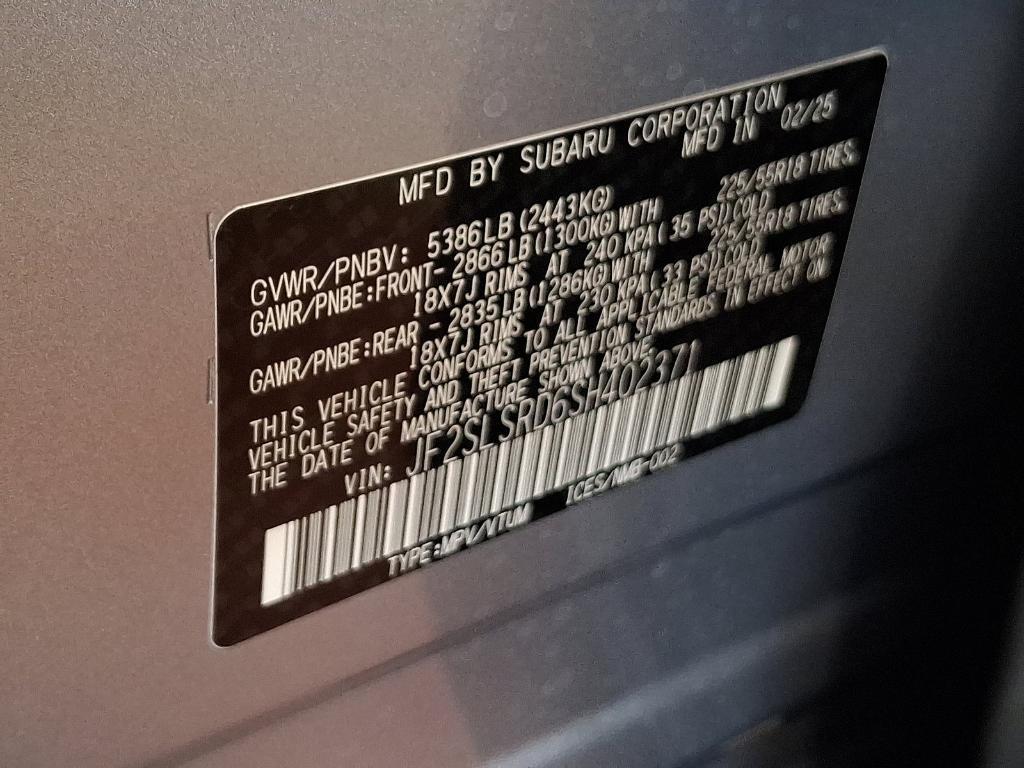 MFD BY SUBARU CORPORATION
MFD IN 02/25
GVWR/PNBV: 5386LB(2443KG)
GAWR/PNBE:FRONT-2866LB(1300KG)WITH 225/55R18 TIRES.
18X7J RIMS AT 240 KPA(35 PSI)COLD
GAWR/PNBE:REAR -2835LB(1286KG)WITH 225/55R18 TIRES.
18X7J RIMS AT 230 KPA(33 PSI)COLD
THIS VEHICLE CONFORMS TO ALL APPLICABLE FEDERAL MOTOR
VEHICLE SAFETY AND THEFT PREVENTION STANDARDS IN EFFECT ON
THE DATE OF MANUFACTURE SHOWN ABOVE.
VIN: JF2SLSRD6SH402371
TYPE:MPV/VTUM ICES/NMB-002